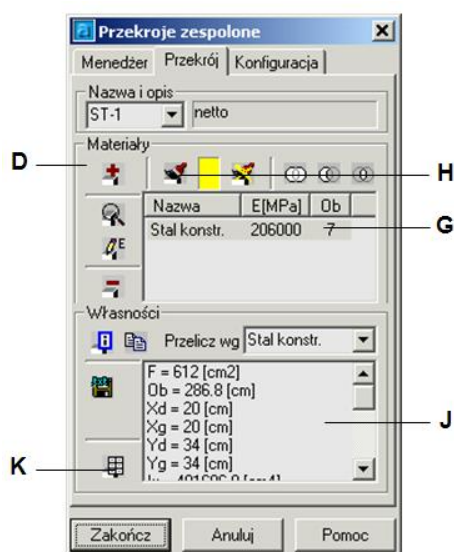 Przekroje zespolone
Menedżer Przekrój Konfiguracja
Nazwa i opis
ST-1 netto
Materiały
D
H
Nazwa E[MPa] Ob
G
Stal konstr. 206000 7
E
Własności
Przelicz wg Stal konstr.
F = 612 [cm2]
Ob = 286.8 [cm]
Xd = 20 [cm]
Xg = 20 [cm]
J
Yd = 34 [cm]
K
Yg = 34 [cm]
Zakończ Anuluj Pomoc